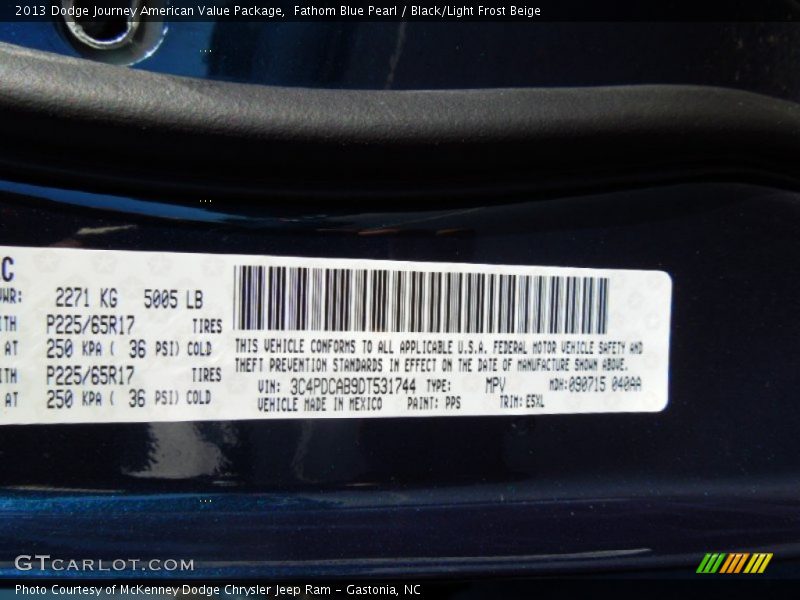 2013 Dodge Journey American Value Package,  Fathom Blue Pearl / Black/Light Frost Beige
2271 KG 5005 LB
P225/65R17 TIRES
AT 250 KPA ( 36 PSI) COLD
P225/65R17 TIRES
AT 250 KPA ( 36 PSI) COLD
THIS VEHICLE CONFORMS TO ALL APPLICABLE U.S.A. FEDERAL MOTOR VEHICLE SAFETY AND
THEFT PREVENTION STANDARDS IN EFFECT ON THE DATE OF MANUFACTURE SHOWN ABOVE.
VIN: 3C4PDCAB9DT531744 TYPE: MPV MDH:090715 040AA
VEHICLE MADE IN MEXICO PAINT: PPS TRIM: E5XL
GTCARLOT.COM
Photo Courtesy of McKenney Dodge Chrysler Jeep Ram – Gastonia, NC